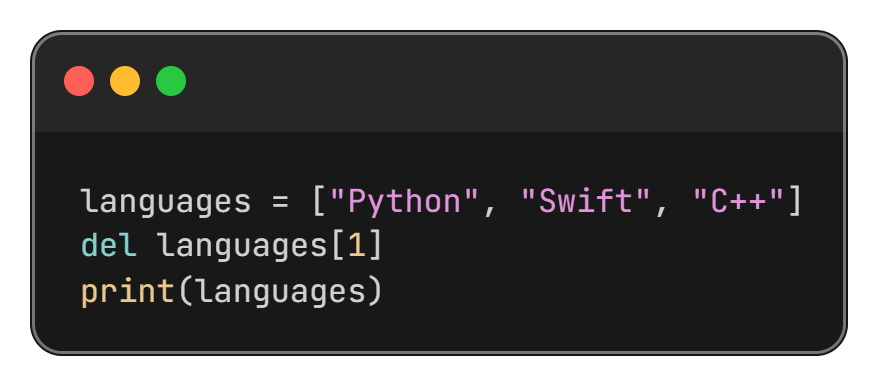 languages = ["Python", "Swift", "C++"]
del languages[1]
print(languages)